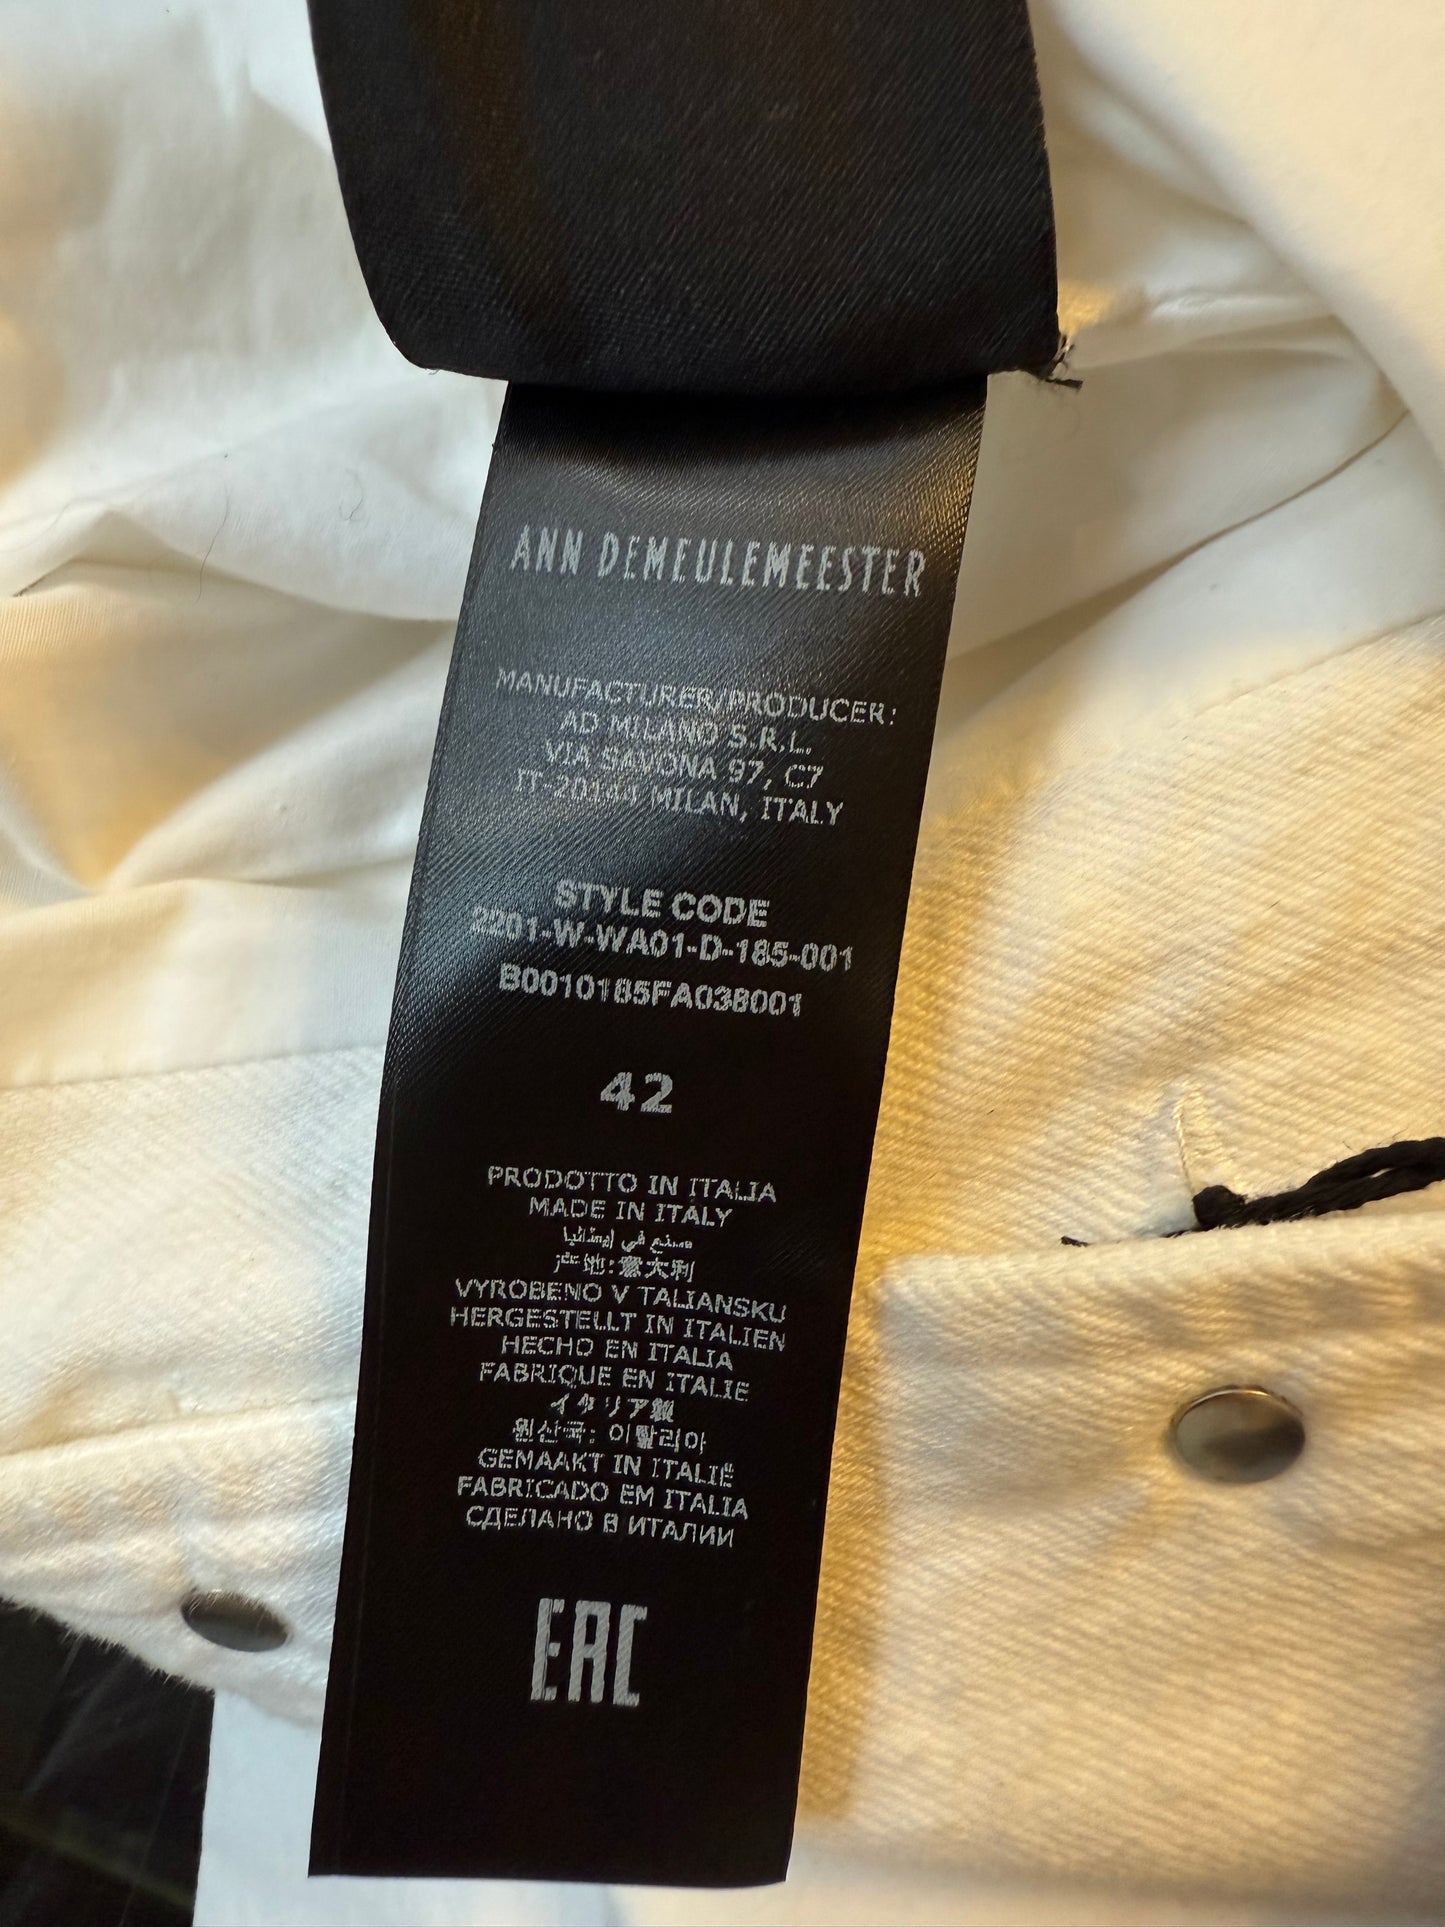 ANN DEMEULEMEESTER
MANUFACTURER/PRODUCER:
AD MILANO S.R.L.
VIA SAVONA 97, C7
IT-20144 MILAN, ITALY
STYLE CODE
2201-W-WA01-D-185-001
B0010185FA038001
42
PRODOTTO IN ITALIA
MADE IN ITALY
صنع في إيطاليا
产地:意大利
VYROBENO V TALIANSKU
HERGESTELLT IN ITALIEN
HECHO EN ITALIA
FABRIQUE EN ITALIE
イタリア製
원산국: 이탈리아
GEMAAKT IN ITALIË
FABRICADO EM ITALIA
СДЕЛАНО В ИТАЛИИ
EAC